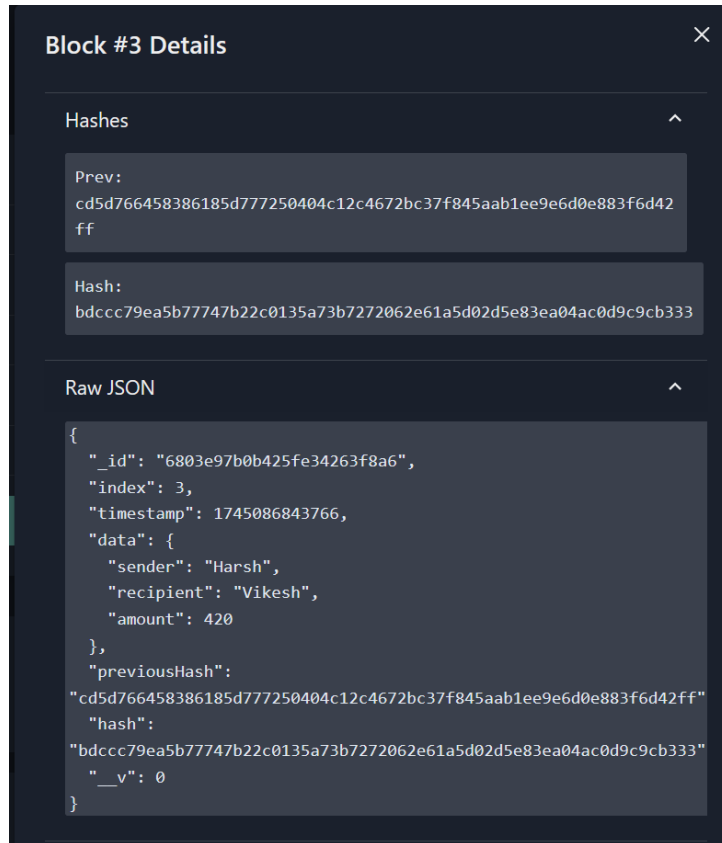 Block #3 Details
Hashes
Prev:
cd5d766458386185d777250404c12c4672bc37f845aab1ee9e6d0e883f6d42
ff
Hash:
bdccc79ea5b77747b22c0135a73b7272062e61a5d02d5e83ea04ac0d9c9cb333
Raw JSON
{
  "_id": "6803e97b0b425fe34263f8a6",
  "index": 3,
  "timestamp": 1745086843766,
  "data": {
    "sender": "Harsh",
    "recipient": "Vikesh",
    "amount": 420
  },
  "previousHash":
"cd5d766458386185d777250404c12c4672bc37f845aab1ee9e6d0e883f6d42ff"
  "hash":
"bdccc79ea5b77747b22c0135a73b7272062e61a5d02d5e83ea04ac0d9c9cb333"
  "__v": 0
}